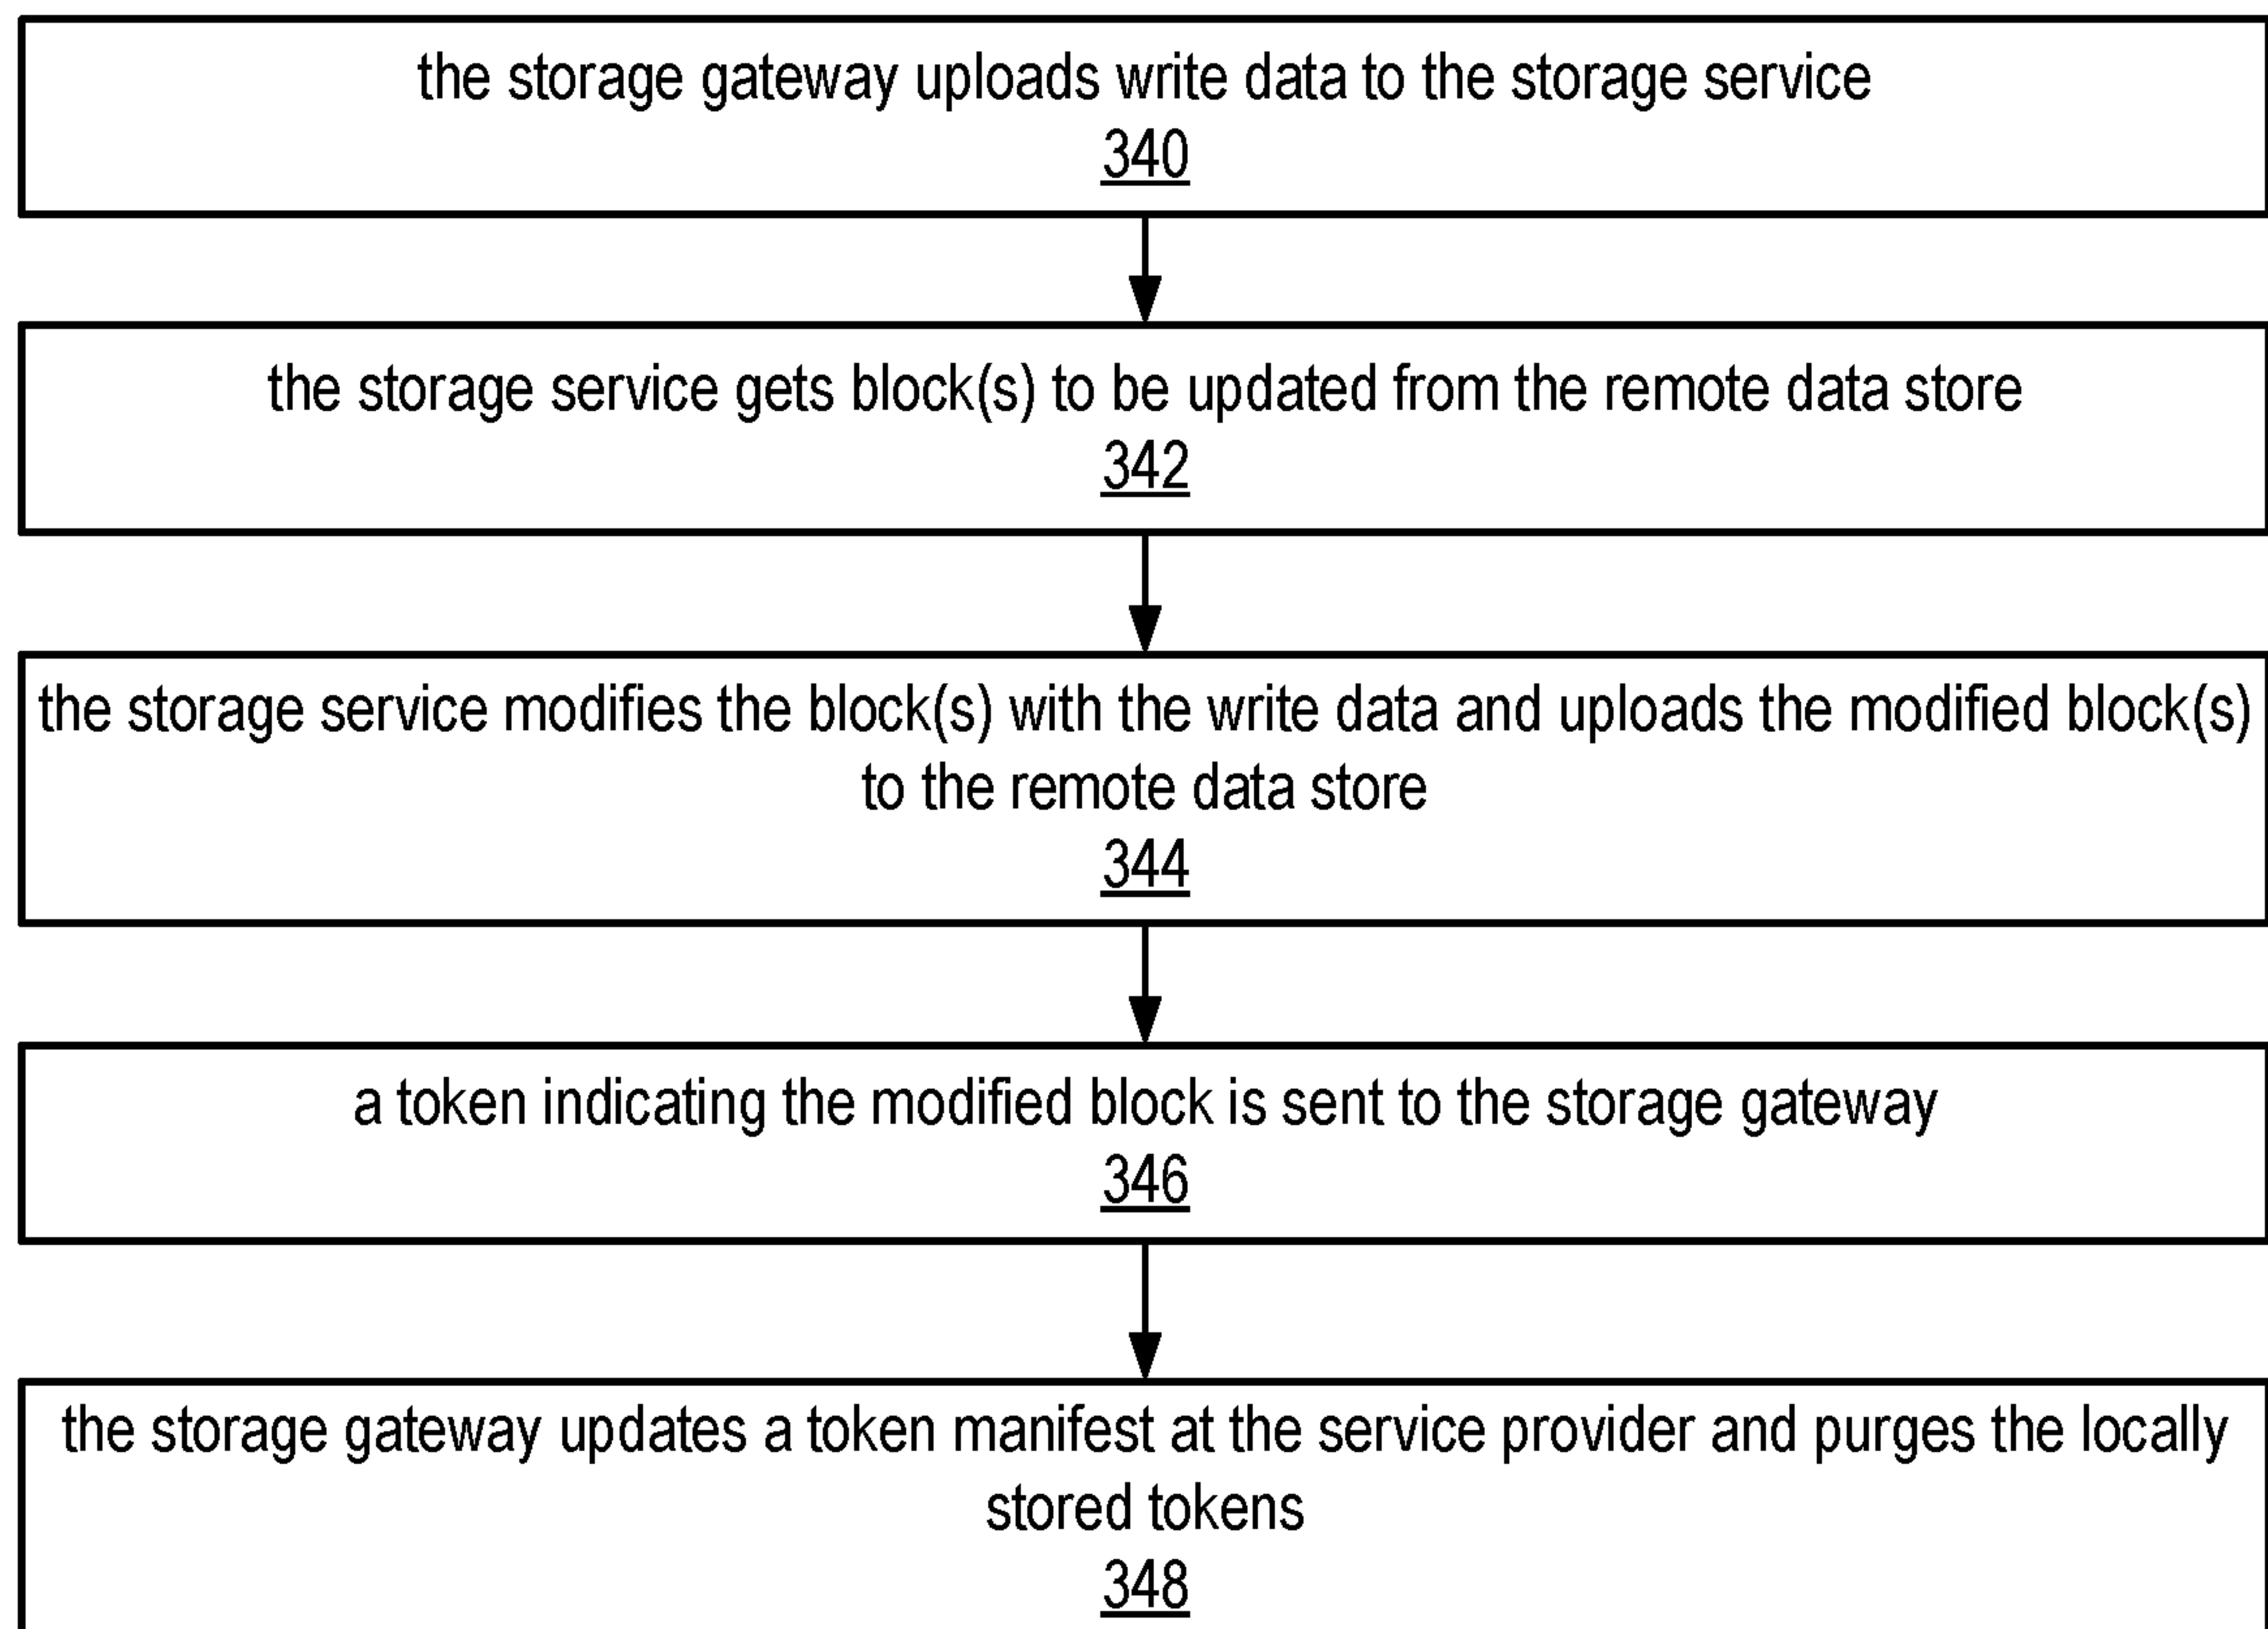 the storage gateway uploads write data to the storage service
340
the storage service gets block(s) to be updated from the remote data store
342
the storage service modifies the block(s) with the write data and uploads the modified block(s)
to the remote data store
344
a token indicating the modified block is sent to the storage gateway
346
the storage gateway updates a token manifest at the service provider and purges the locally
stored tokens
348